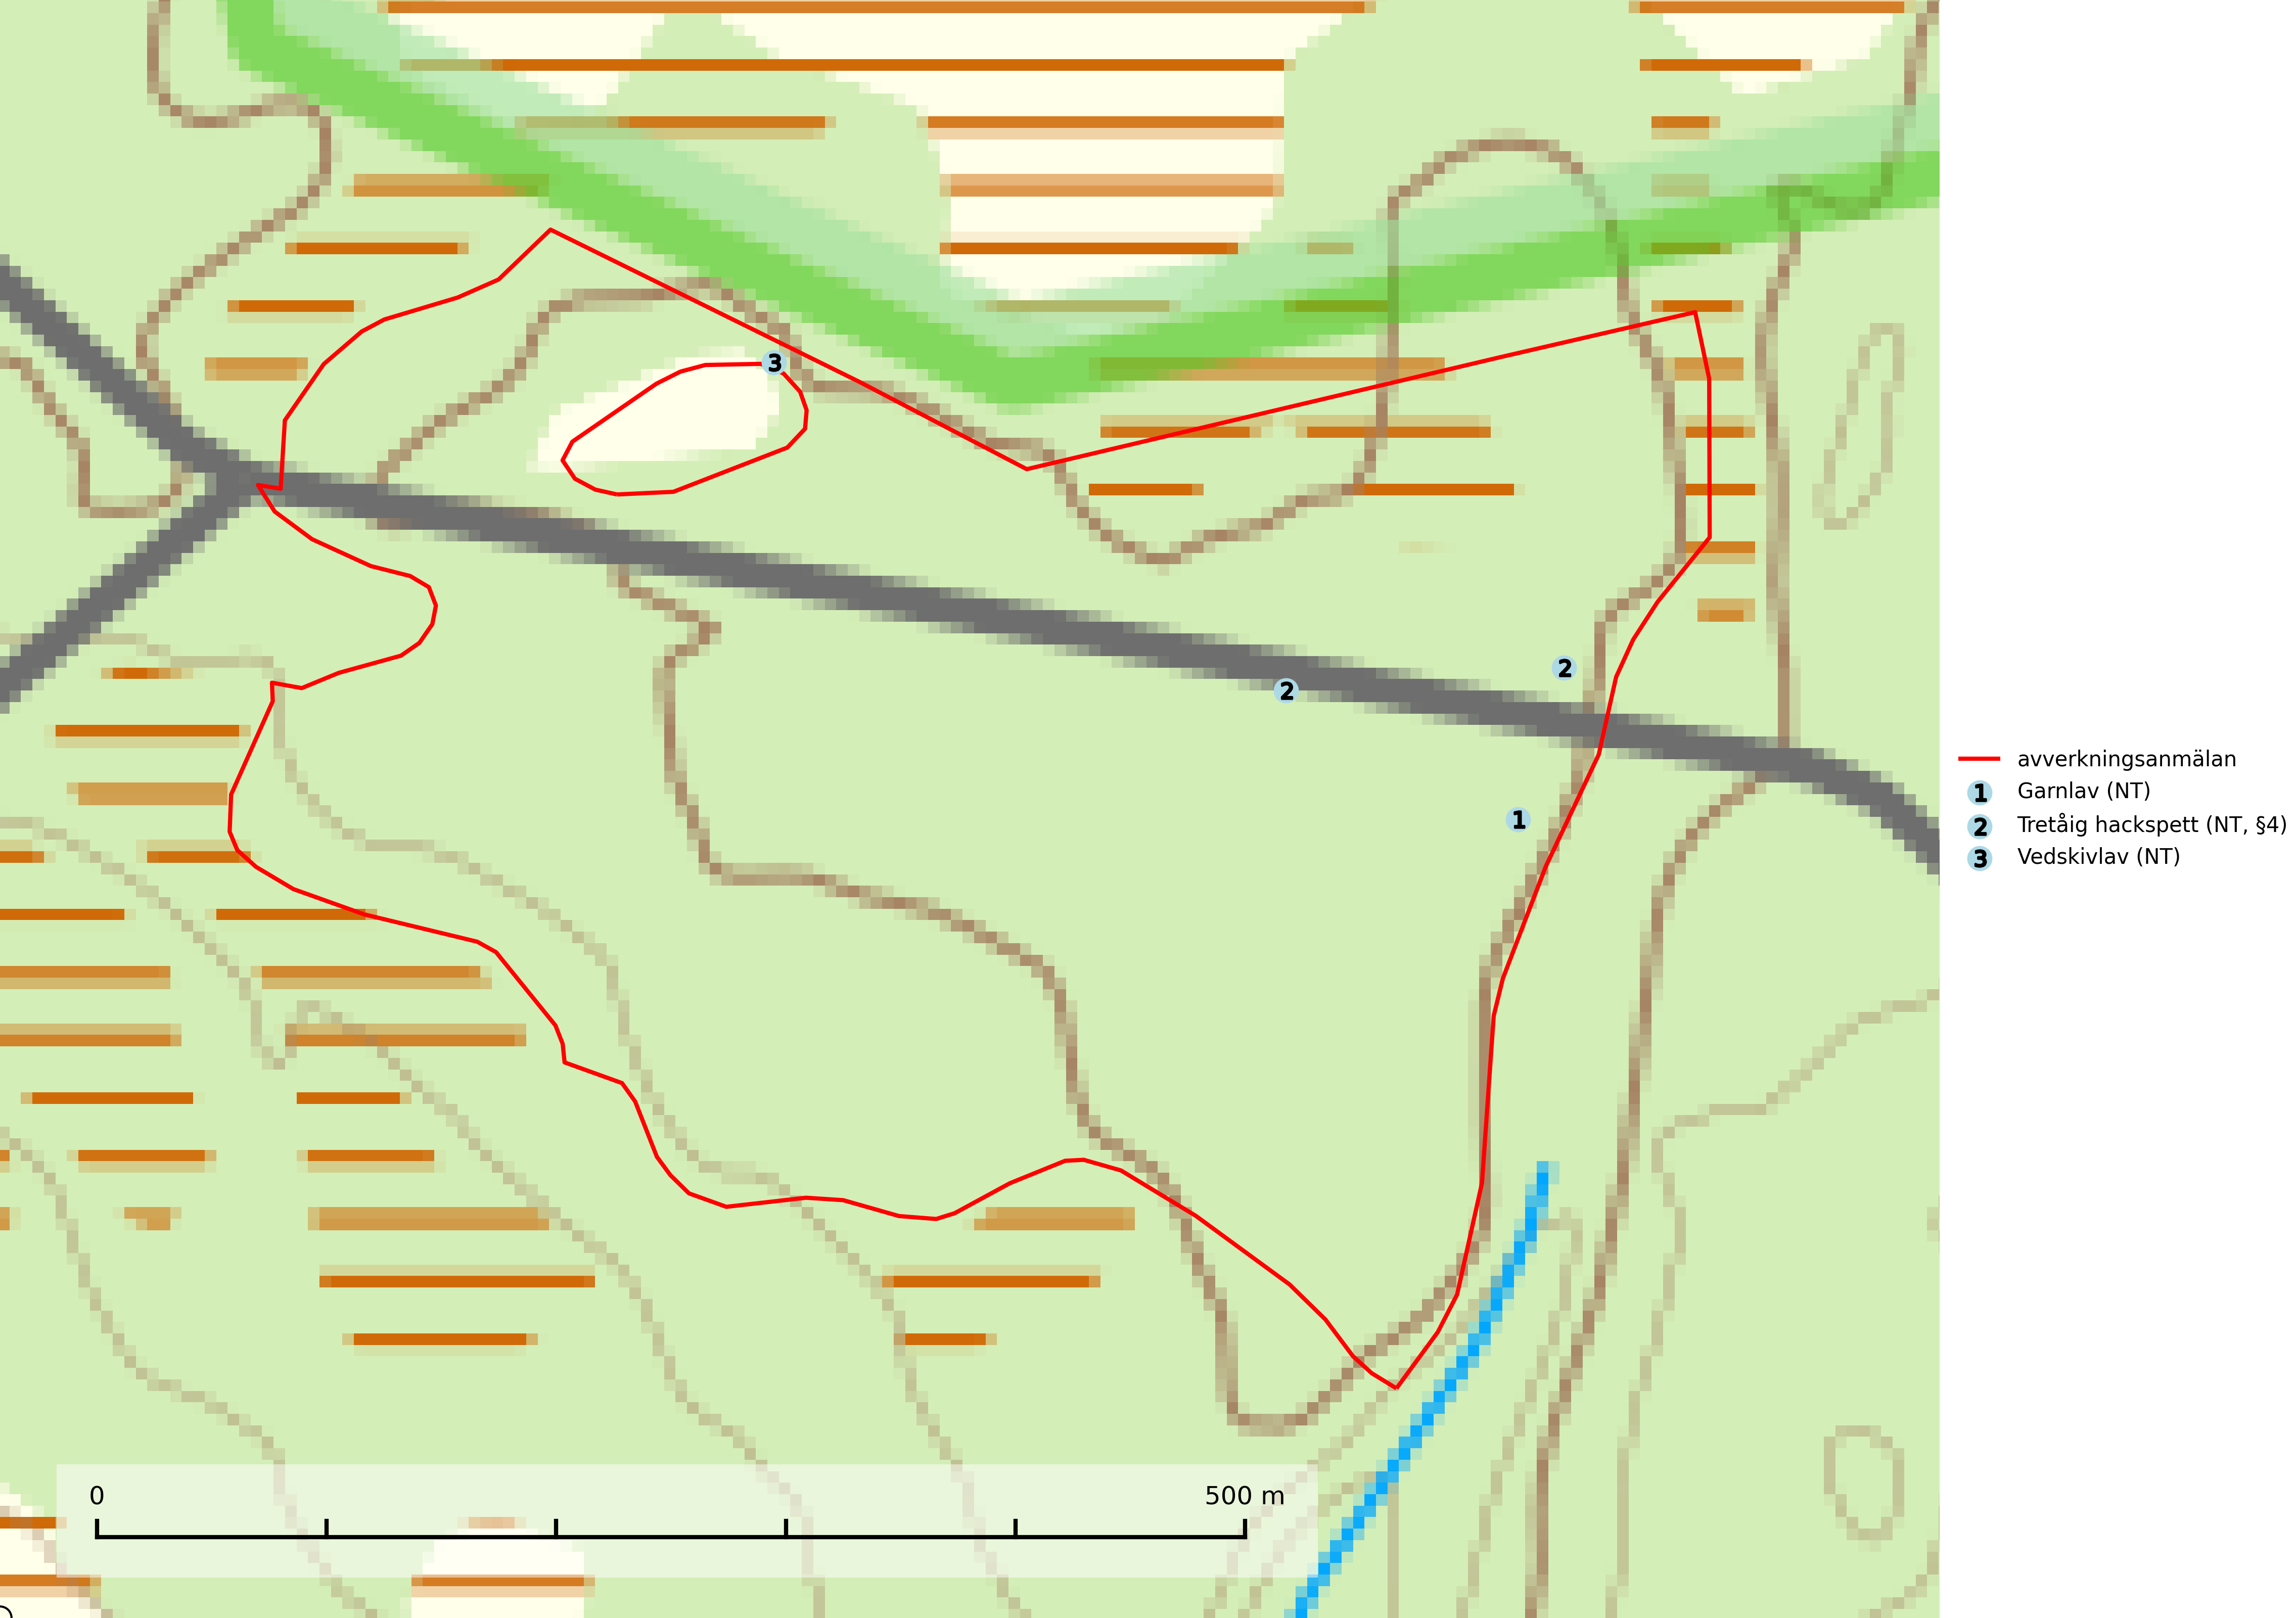 3
2
2
1
avverkningsanmälan
1 Garnlav (NT)
2 Tretåig hackspett (NT, §4)
3 Vedskivlav (NT)
0 500 m